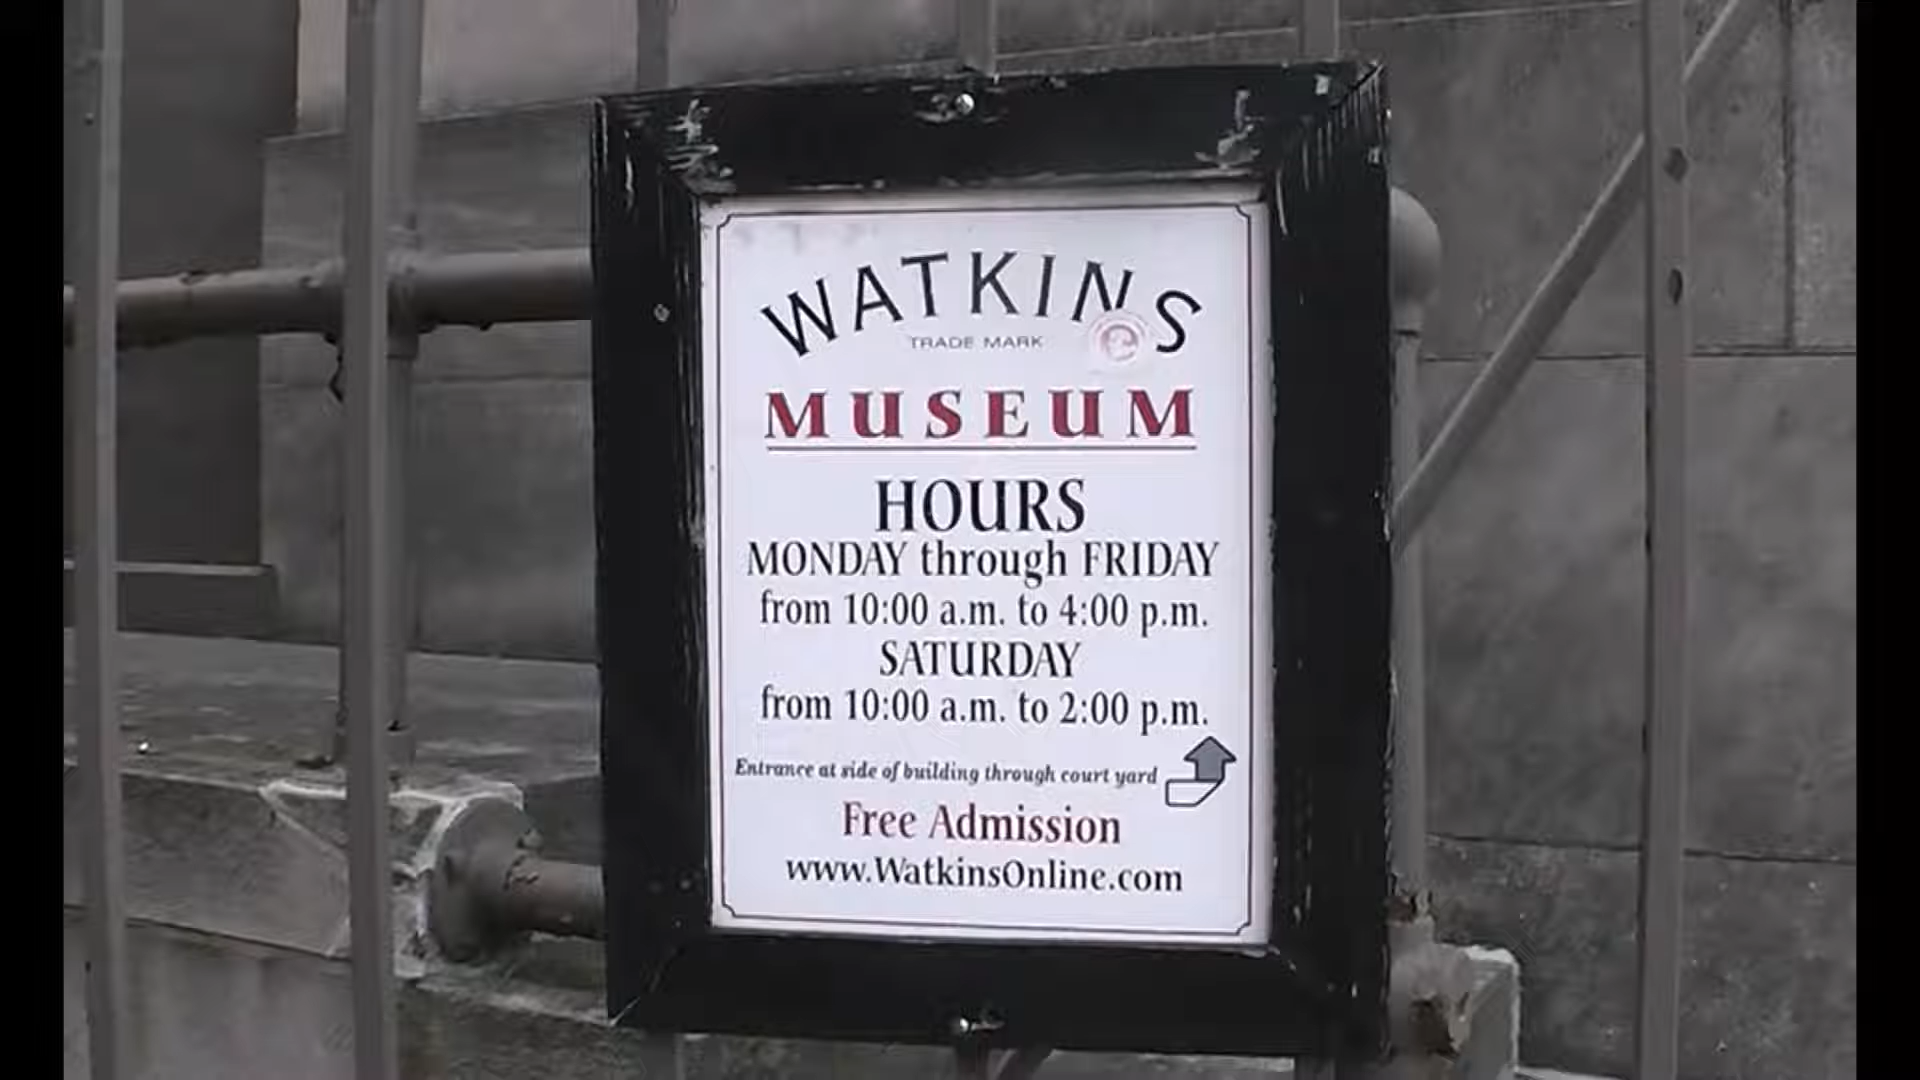 WATKINS
TRADE MARK
MUSEUM
HOURS
MONDAY through FRIDAY
from 10:00 a.m. to 4:00 p.m.
SATURDAY
from 10:00 a.m. to 2:00 p.m.
Entrance at side of building through court yard
Free Admission
www.WatkinsOnline.com